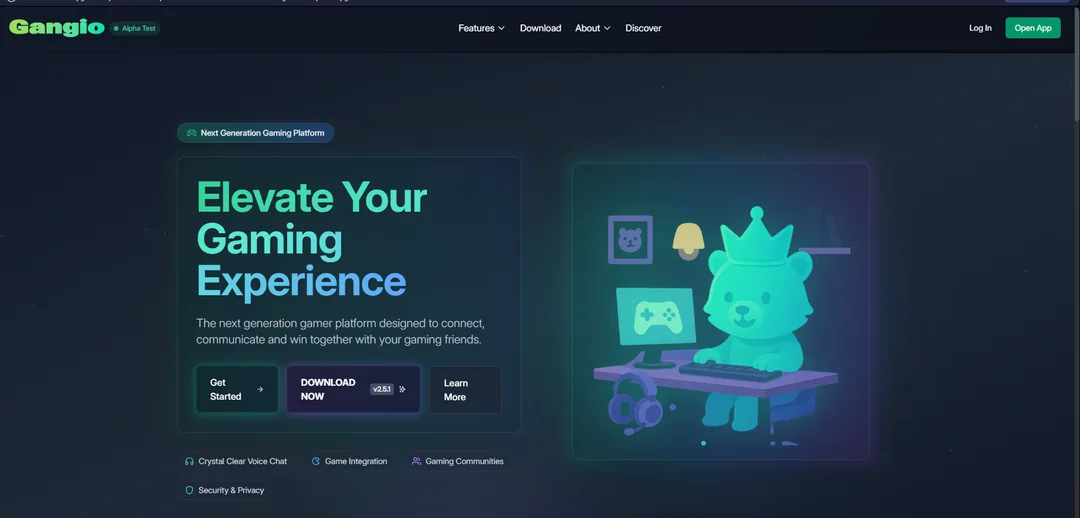 Gangio
Alpha Test
Features
Download
About
Discover
Log In
Open App
Next Generation Gaming Platform
Elevate Your
Gaming
Experience
The next generation gamer platform designed to connect,
communicate and win together with your gaming friends.
Get
Started
DOWNLOAD
NOW
v2.5.1
Learn
More
Crystal Clear Voice Chat
Game Integration
Gaming Communities
Security & Privacy